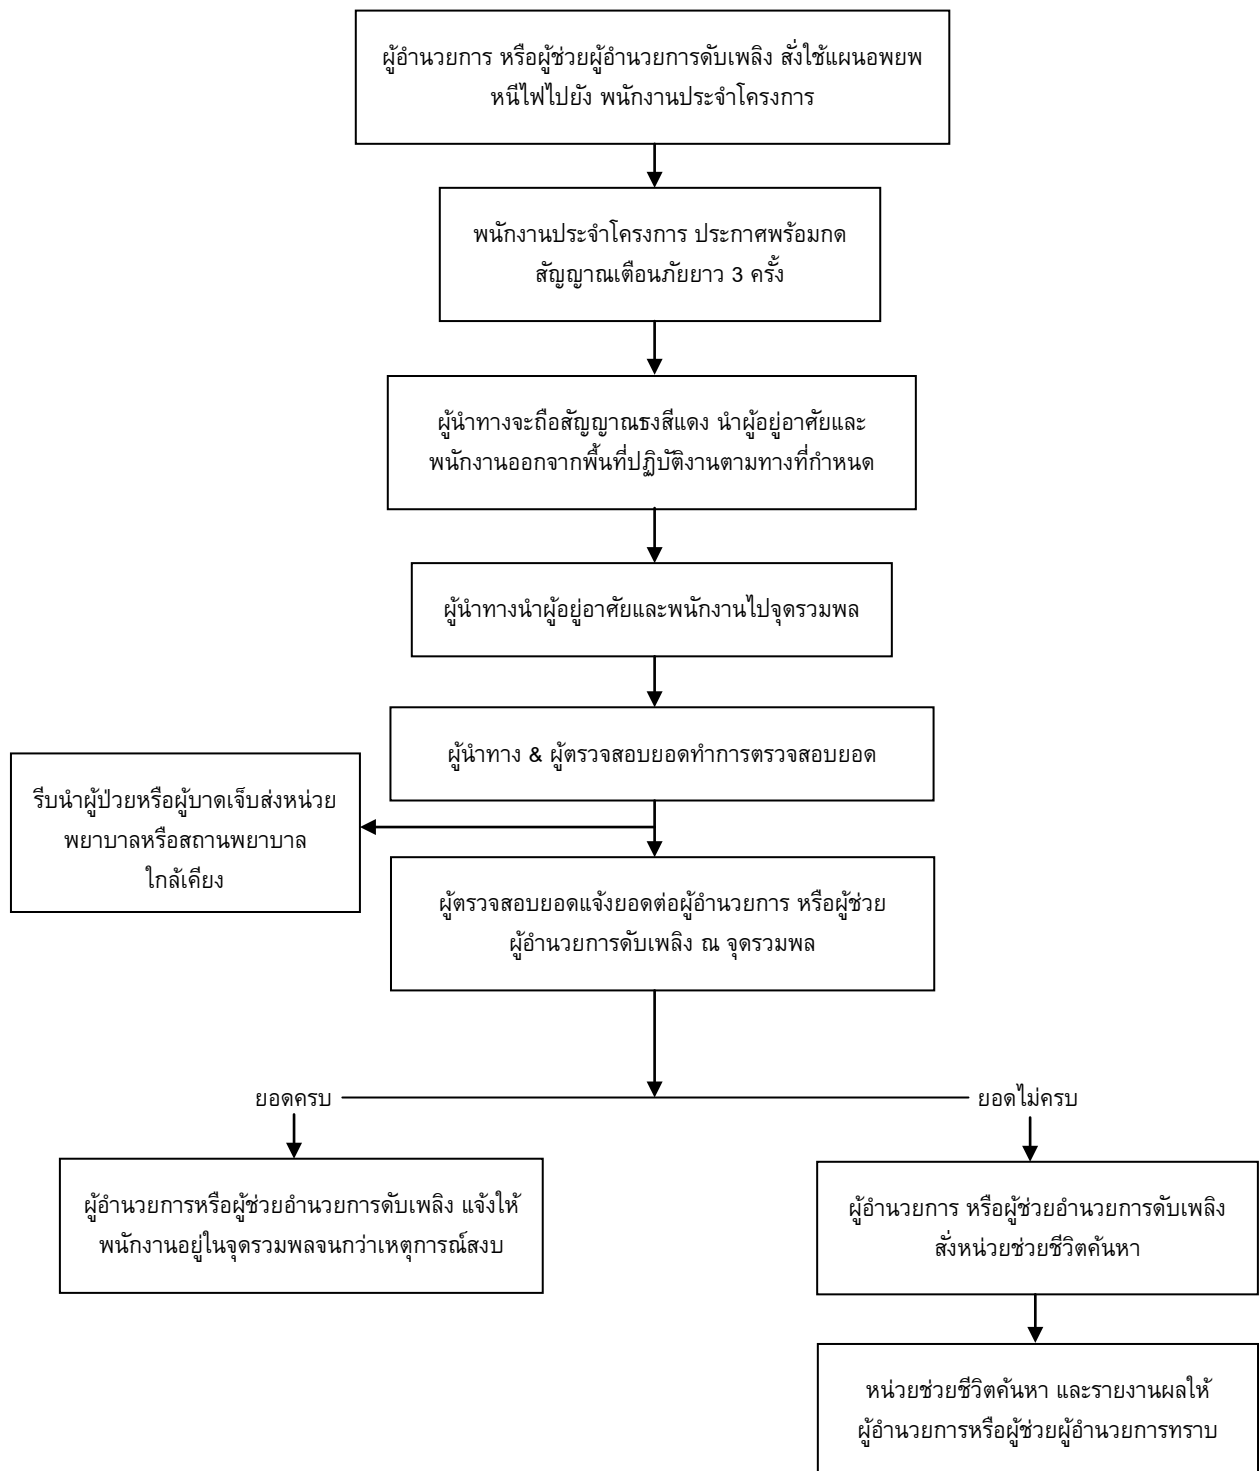 ผู้อำนวยการ หรือผู้ช่วยผู้อำนวยการดับเพลิง สั่งใช้แผนอพยพ
หนีไฟไปยัง พนักงานประจำโครงการ
พนักงานประจำโครงการ ประกาศพร้อมกด
สัญญาณเตือนภัยยาว 3 ครั้ง
ผู้นำทางจะถือสัญญาณธงสีแดง นำผู้อยู่อาศัยและ
พนักงานออกจากพื้นที่ปฏิบัติงานตามทางที่กำหนด
ผู้นำทางนำผู้อยู่อาศัยและพนักงานไปจุดรวมพล
ผู้นำทาง & ผู้ตรวจสอบยอดทำการตรวจสอบยอด
รีบนำผู้ป่วยหรือผู้บาดเจ็บส่งหน่วย
พยาบาลหรือสถานพยาบาล
ใกล้เคียง
ผู้ตรวจสอบยอดแจ้งยอดต่อผู้อำนวยการ หรือผู้ช่วย
ผู้อำนวยการดับเพลิง ณ จุดรวมพล
ยอดครบ
ยอดไม่ครบ
ผู้อำนวยการหรือผู้ช่วยอำนวยการดับเพลิง แจ้งให้
พนักงานอยู่ในจุดรวมพลจนกว่าเหตุการณ์สงบ
ผู้อำนวยการ หรือผู้ช่วยอำนวยการดับเพลิง
สั่งหน่วยช่วยชีวิตค้นหา
หน่วยช่วยชีวิตค้นหา และรายงานผลให้
ผู้อำนวยการหรือผู้ช่วยผู้อำนวยการทราบ